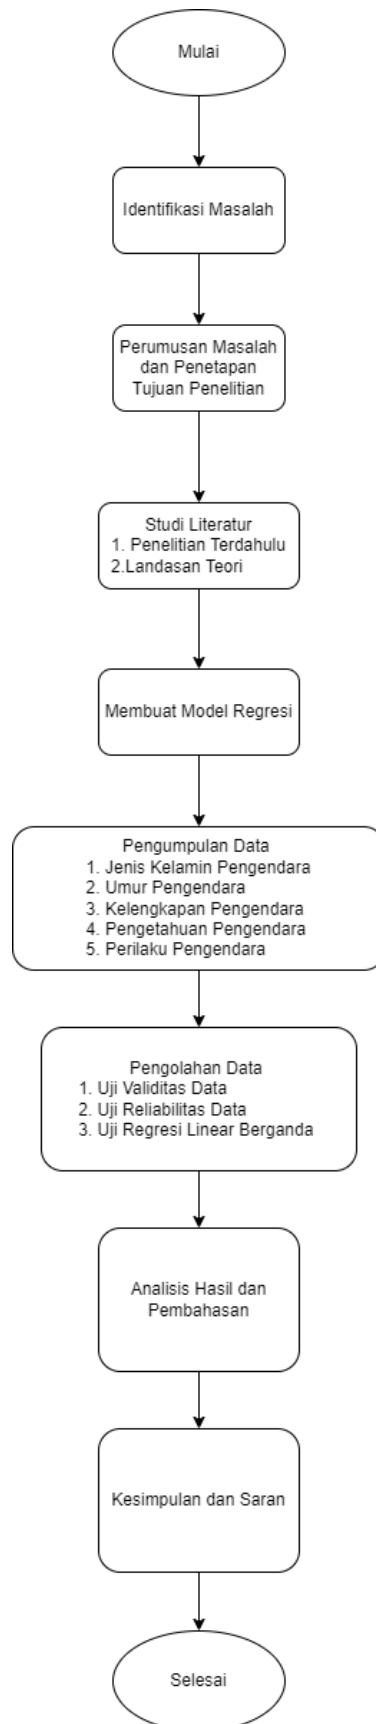 Mulai
Identifikasi Masalah
Perumusan Masalah
dan Penetapan
Tujuan Penelitian
Studi Literatur
1. Penelitian Terdahulu
2.Landasan Teori
Membuat Model Regresi
Pengumpulan Data
1. Jenis Kelamin Pengendara
2. Umur Pengendara
3. Kelengkapan Pengendara
4. Pengetahuan Pengendara
5. Perilaku Pengendara
Pengolahan Data
1. Uji Validitas Data
2. Uji Reliabilitas Data
3. Uji Regresi Linear Berganda
Analisis Hasil dan
Pembahasan
Kesimpulan dan Saran
Selesai